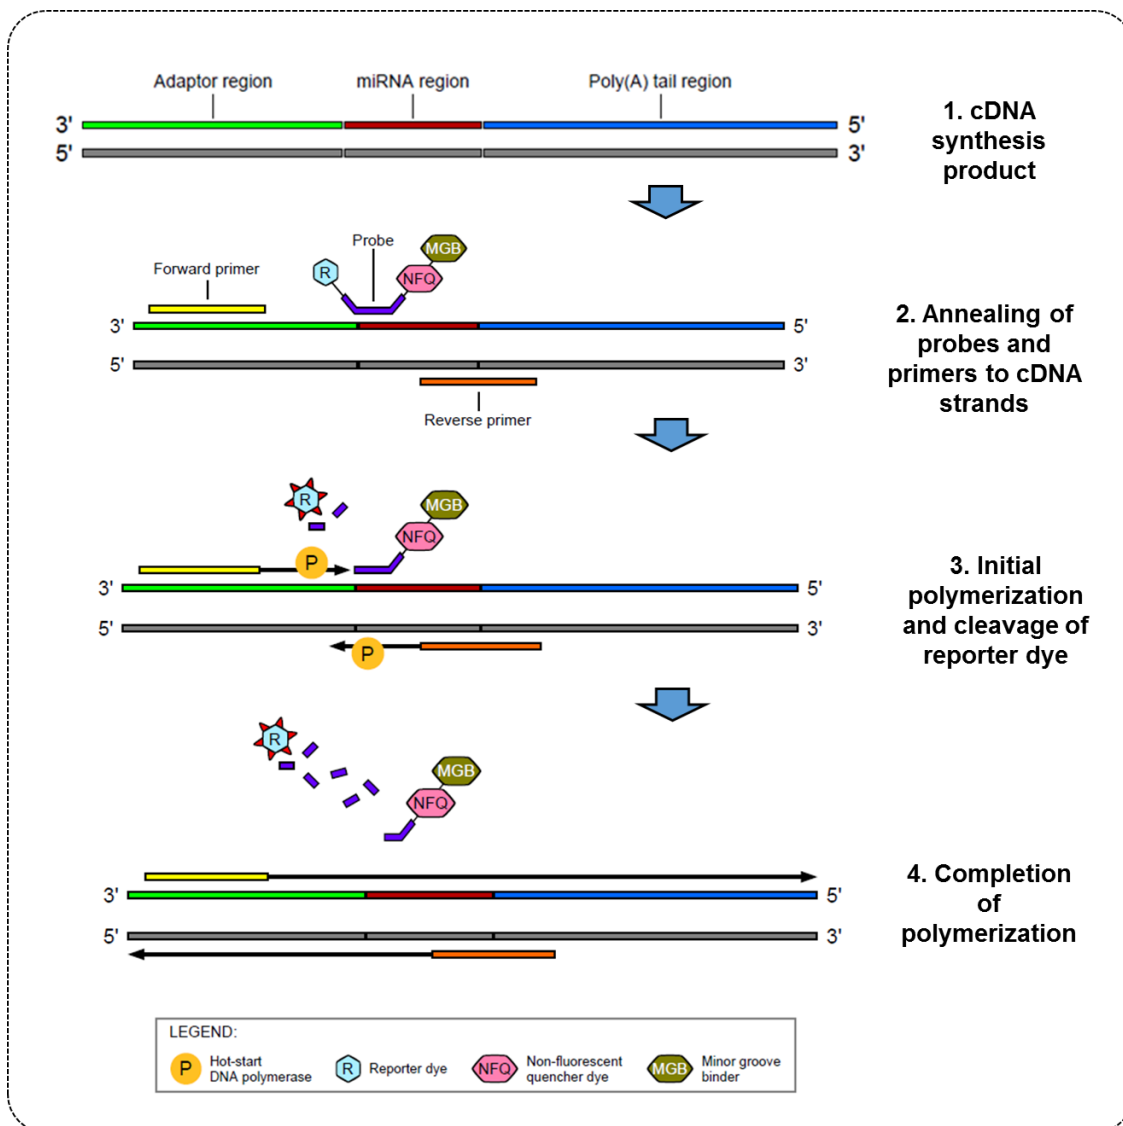 Adaptor region
miRNA region
Poly(A) tail region
3'
5'
5'
3'
1. cDNA
synthesis
product
Probe
MGB
Forward primer
R
NFQ
3'
5'
5'
3'
Reverse primer
2. Annealing of
probes and
primers to cDNA
strands
R
MGB
NFQ
P
3'
5'
5'
3'
P
3. Initial
polymerization
and cleavage of
reporter dye
R
MGB
NFQ
3'
5'
5'
3'
4. Completion
of
polymerization
LEGEND:
P
Hot-start
DNA polymerase
R
Reporter dye
NFQ
Non-fluorescent
quencher dye
MGB
Minor groove
binder